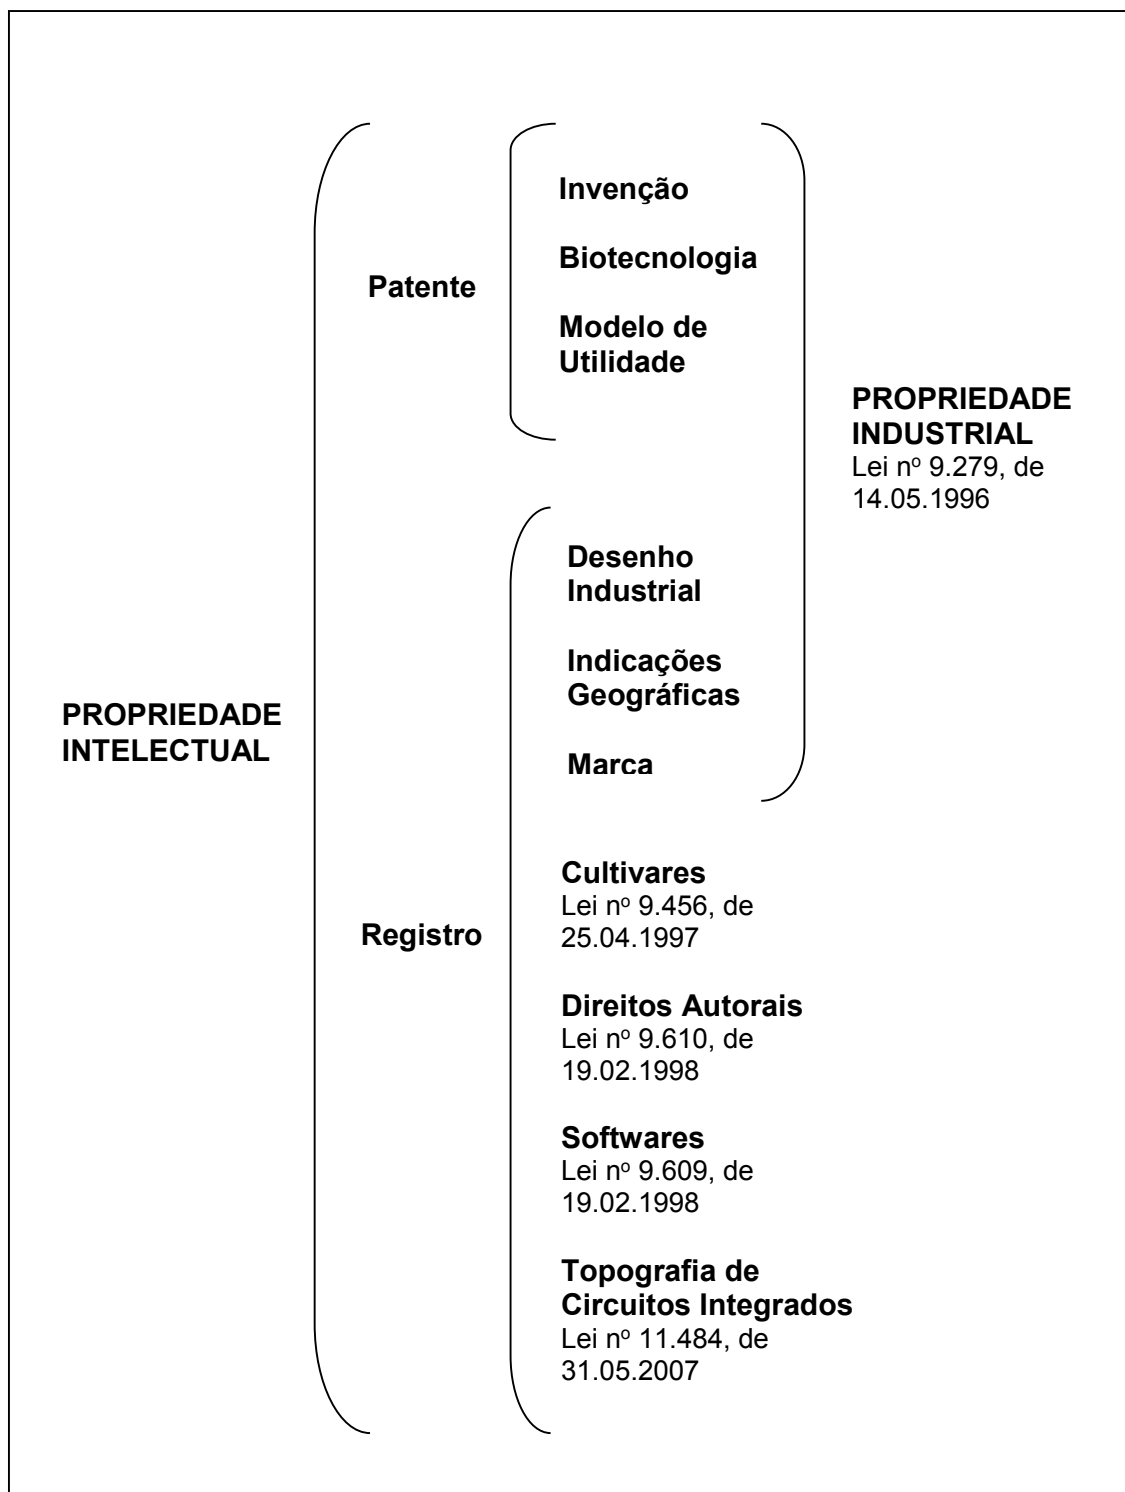 Invenção
Biotecnologia
Patente
Modelo de
Utilidade
PROPRIEDADE
INDUSTRIAL
Lei nº 9.279, de
14.05.1996
Desenho
Industrial
Indicações
Geográficas
PROPRIEDADE
INTELECTUAL
Marca
Cultivares
Lei nº 9.456, de
25.04.1997
Registro
Direitos Autorais
Lei nº 9.610, de
19.02.1998
Softwares
Lei nº 9.609, de
19.02.1998
Topografia de
Circuitos Integrados
Lei nº 11.484, de
31.05.2007